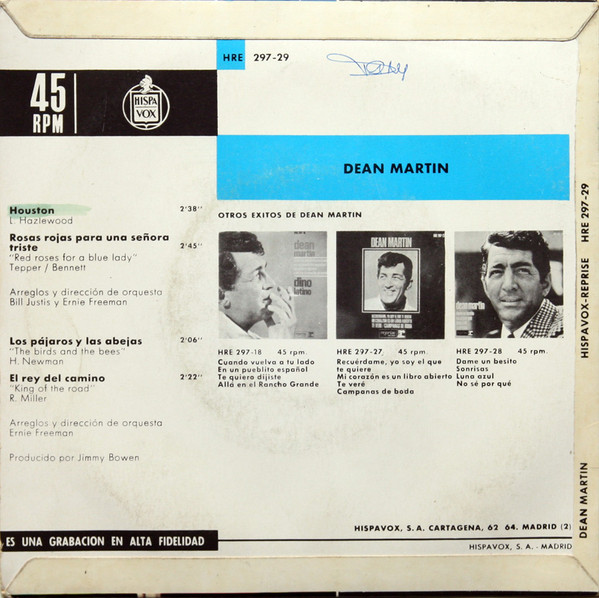 HRE 297-29
45
RPM
HISPA
VOX
DEAN MARTIN
Houston 2'38''
L. Hazlewood
Rosas rojas para una señora
triste 2'45''
"Red roses for a blue lady"
Tepper / Bennett
Arreglos y dirección de orquesta
Bill Justis y Ernie Freeman
Los pájaros y las abejas 2'06''
"The birds and the bees"
H. Newman
El rey del camino 2'22''
"King of the road"
R. Miller
Arreglos y dirección de orquesta
Ernie Freeman
Producido por Jimmy Bowen
OTROS EXITOS DE DEAN MARTIN
dean
martin
dino
latino
HRE 297-18 45 rpm.
Cuando vuelva a tu lado
En un pueblito español
Te quiero dijiste
Allá en el Rancho Grande
DEAN MARTIN
HRE 297-27, 45 rpm.
Recuérdame, yo soy el que
te quiere
Mi corazón es un libro abierto
Te veré
Campanas de boda
dean martin
HRE 297-28 45 rpm.
Dame un besito
Sonrisas
Luna azul
No sé por qué
HISPAVOX, S. A. CARTAGENA, 62 64. MADRID (2)
ES UNA GRABACION EN ALTA FIDELIDAD
HISPAVOX, S. A. - MADRID
DEAN MARTIN HISPAVOX-REPRISE HRE 297-29